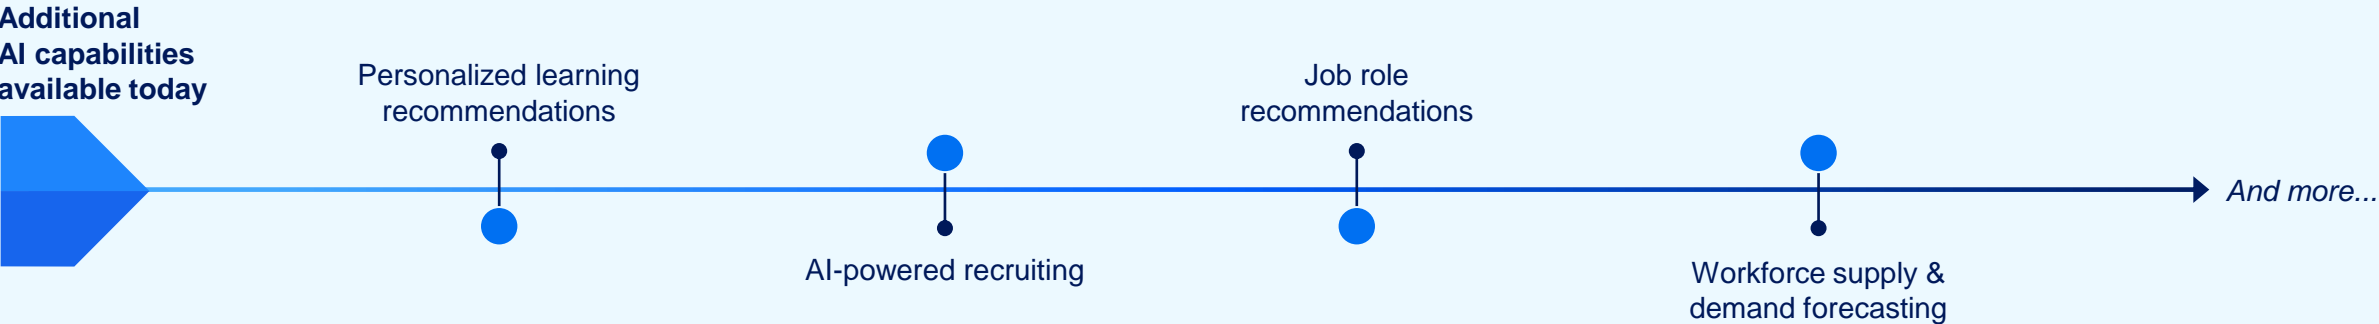 Additional
AI capabilities
available today
Personalized learning
recommendations
AI-powered recruiting
Job role
recommendations
Workforce supply &
demand forecasting
And more...